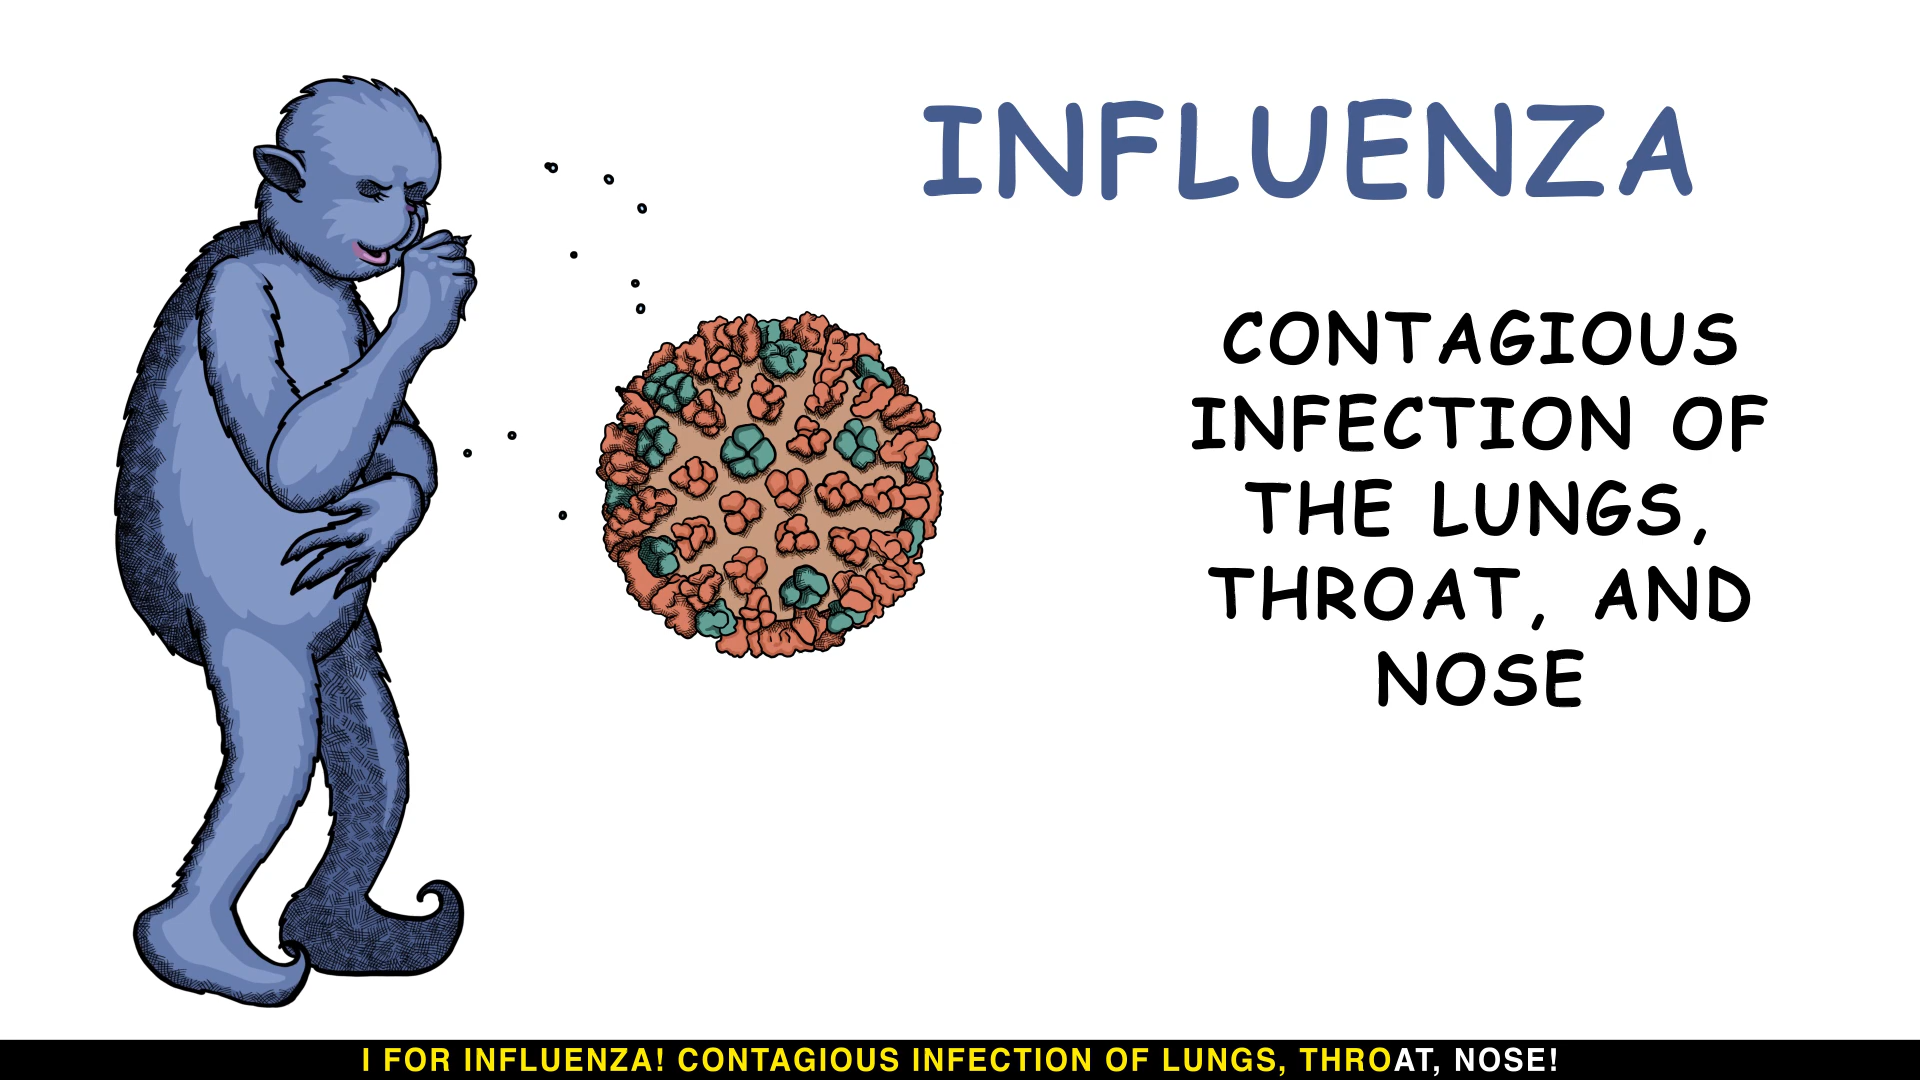 INFLUENZA
CONTAGIOUS
INFECTION OF
THE LUNGS,
THROAT, AND
NOSE
I FOR INFLUENZA! CONTAGIOUS INFECTION OF LUNGS, THROAT, NOSE!